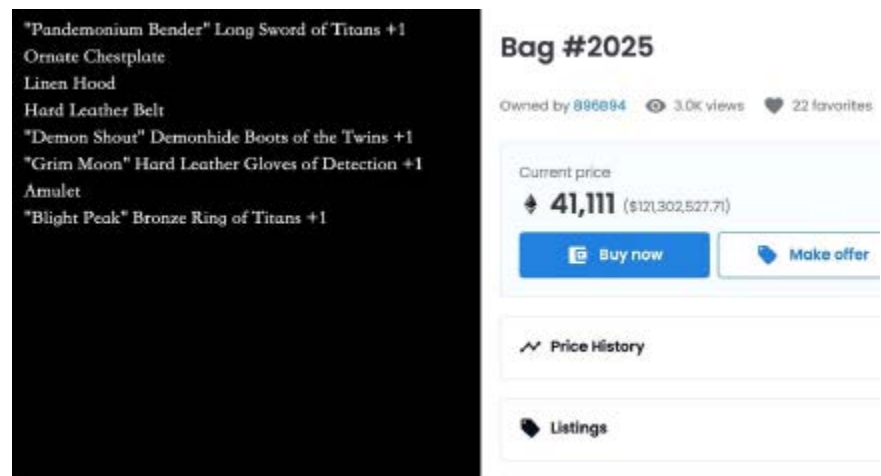 "Pandemonium Bender" Long Sword of Titans +1
Ornate Chestplate
Linen Hood
Hard Leather Belt
"Demon Shout" Demonhide Boots of the Twins +1
"Grim Moon" Hard Leather Gloves of Detection +1
Amulet
"Blight Peak" Bronze Ring of Titans +1
Bag #2025
Owned by 896894 3.0K views 22 favorites
Current price
41,111 ($121,302,527.71)
Buy now Make offer
Price History
Listings